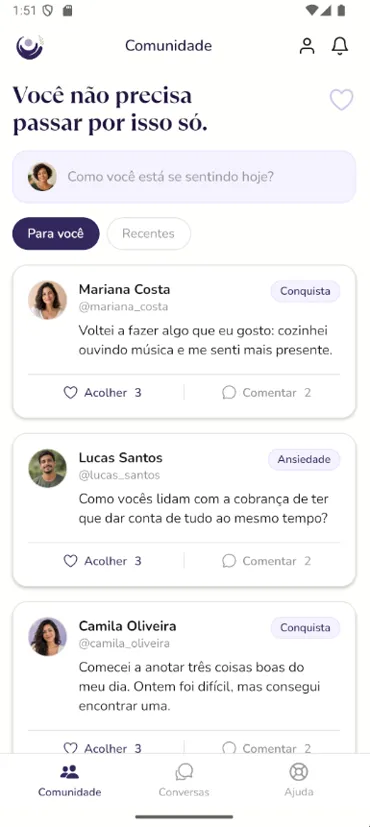 1:51
Comunidade
Você não precisa
passar por isso só.
Como você está se sentindo hoje?
Para você
Recentes
Mariana Costa
Conquista
@mariana_costa
Voltei a fazer algo que eu gosto: cozinhei
ouvindo música e me senti mais presente.
Acolher 3
Comentar 2
Lucas Santos
Ansiedade
@lucas_santos
Como vocês lidam com a cobrança de ter
que dar conta de tudo ao mesmo tempo?
Acolher 3
Comentar 2
Camila Oliveira
Conquista
@camila_oliveira
Comecei a anotar três coisas boas do
meu dia. Ontem foi difícil, mas consegui
encontrar uma.
Acolher 3
Comentar 2
Comunidade
Conversas
Ajuda